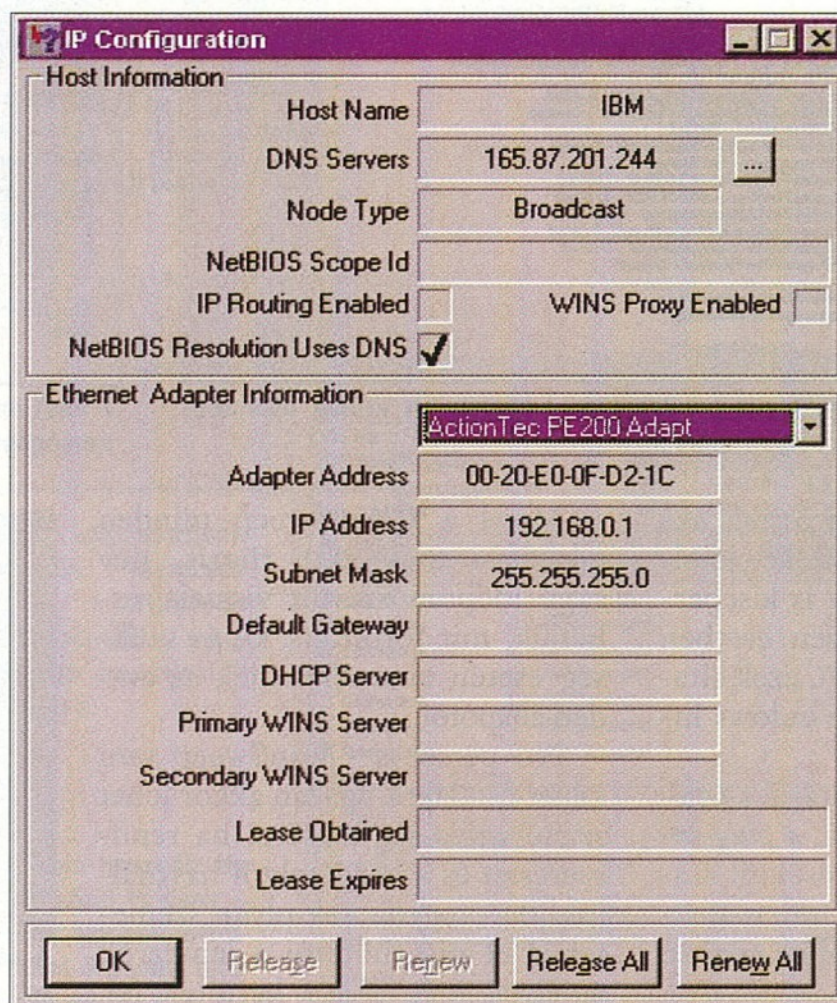 IP Configuration
Host Information
Host Name IBM
DNS Servers 165.87.201.244 ...
Node Type Broadcast
NetBIOS Scope Id
IP Routing Enabled WINS Proxy Enabled
NetBIOS Resolution Uses DNS
Ethernet Adapter Information
ActionTec PE200 Adapt
Adapter Address 00-20-E0-0F-D2-1C
IP Address 192.168.0.1
Subnet Mask 255.255.255.0
Default Gateway
DHCP Server
Primary WINS Server
Secondary WINS Server
Lease Obtained
Lease Expires
OK Release Renew Release All Renew All